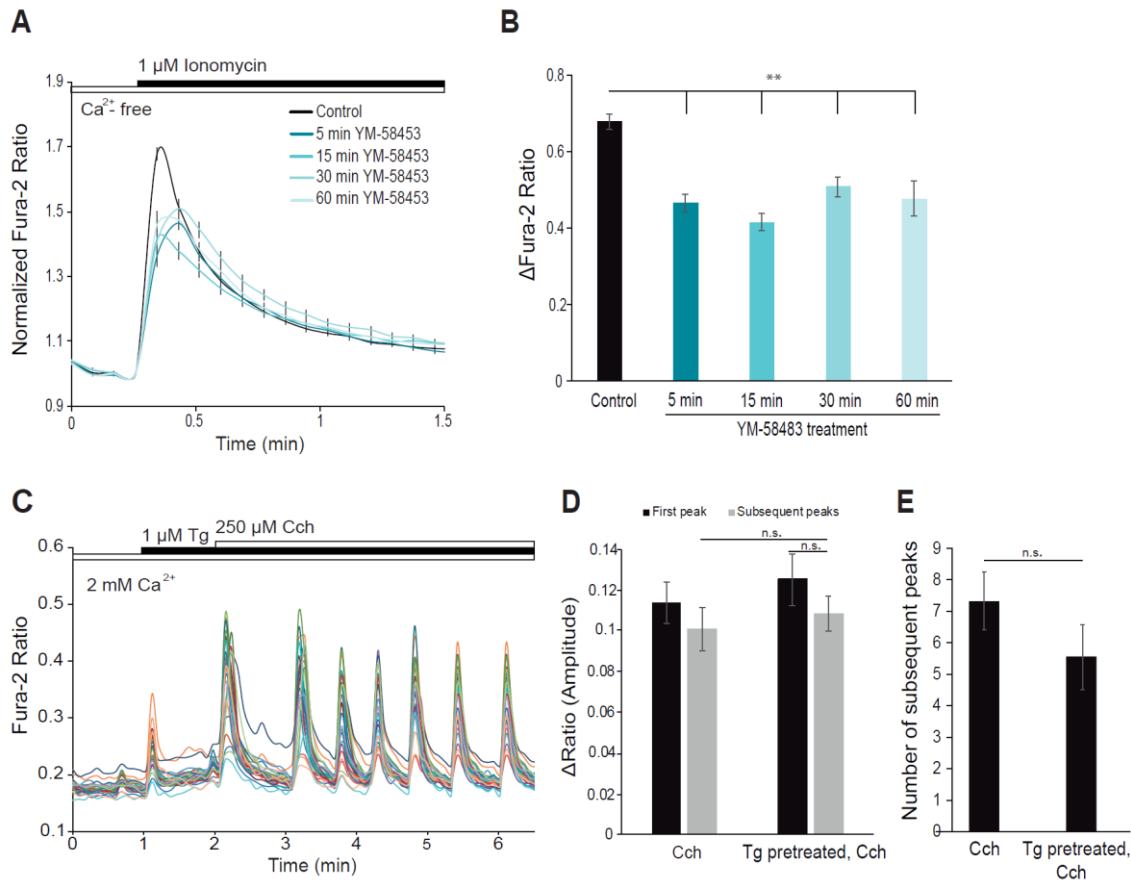 A
1 µM Ionomycin
Ca²⁺- free
Control
5 min YM-58453
15 min YM-58453
30 min YM-58453
60 min YM-58453
Normalized Fura-2 Ratio
1.9
1.7
1.5
1.3
1.1
0.9
0 0.5 1 1.5
Time (min)
B
**
ΔFura-2 Ratio
0.8
0.6
0.4
0.2
0
Control 5 min 15 min 30 min 60 min
YM-58483 treatment
C
250 µM Cch
1 µM Tg
2 mM Ca²⁺
Fura-2 Ratio
0.6
0.5
0.4
0.3
0.2
0.1
0 1 2 3 4 5 6
Time (min)
D
First peak Subsequent peaks
n.s.
n.s.
ΔRatio (Amplitude)
0.14
0.12
0.1
0.08
0.06
0.04
0.02
0
Cch Tg pretreated, Cch
E
n.s.
Number of subsequent peaks
9
8
7
6
5
4
3
2
1
0
Cch Tg pretreated,
Cch